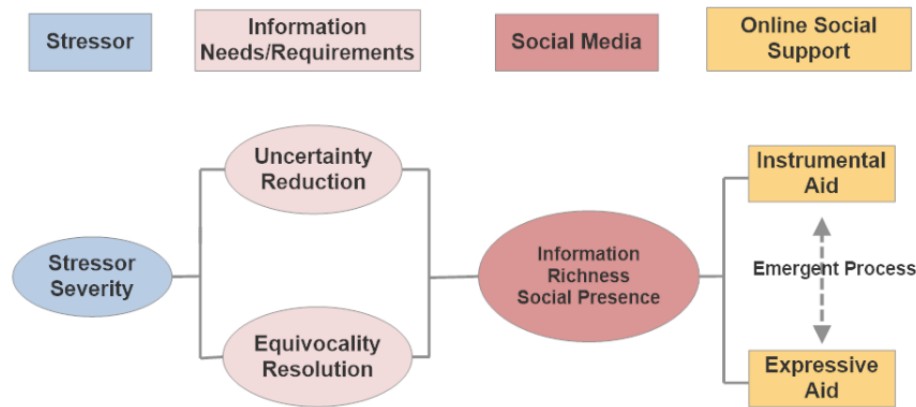 Stressor
Information
Needs/Requirements
Social Media
Online Social
Support
Uncertainty
Reduction
Instrumental
Aid
Stressor
Severity
Information
Richness
Social Presence
Emergent Process
Equivocality
Resolution
Expressive
Aid